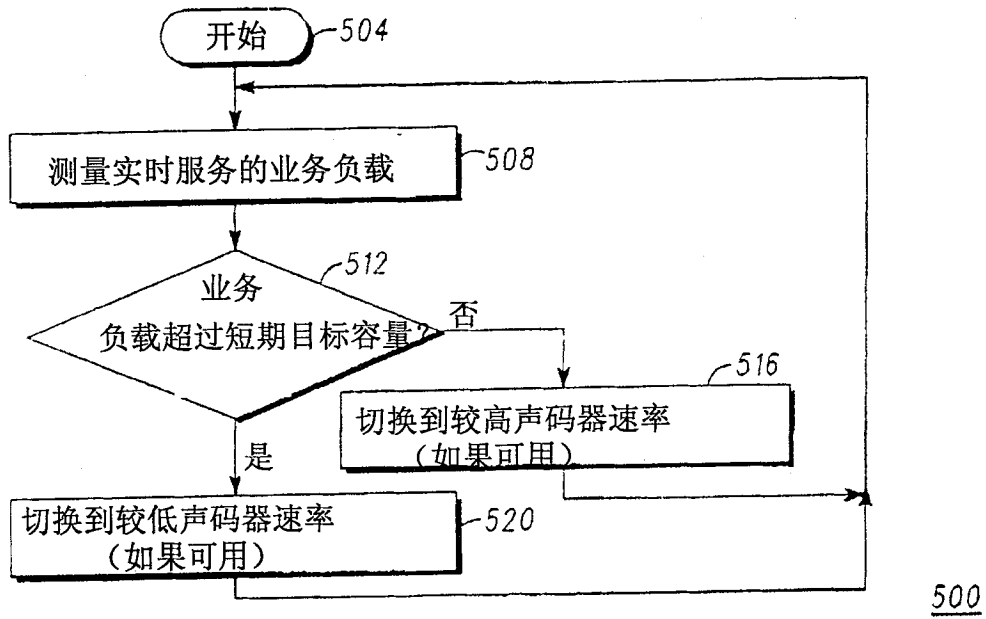 开始
504
测量实时服务的业务负载
508
512
业务
负载超过短期目标容量?
否
516
切换到较高声码器速率
(如果可用)
是
切换到较低声码器速率
(如果可用)
520
500